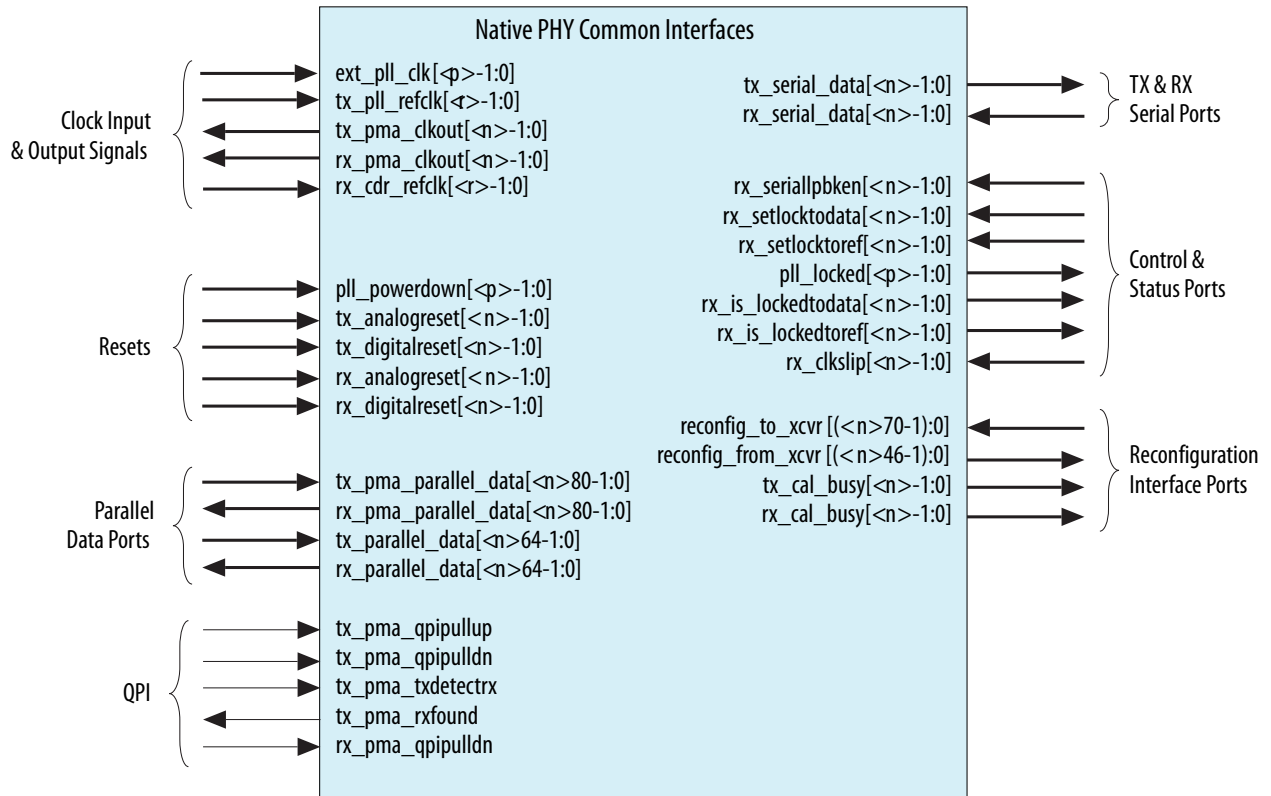 Native PHY Common Interfaces
Clock Input
& Output Signals
ext_pll_clk[<p>-1:0]
tx_pll_refclk[<r>-1:0]
tx_pma_clkout[<n>-1:0]
rx_pma_clkout[<n>-1:0]
rx_cdr_refclk[<r>-1:0]
Resets
pll_powerdown[<p>-1:0]
tx_analogreset[<n>-1:0]
tx_digitalreset[<n>-1:0]
rx_analogreset[<n>-1:0]
rx_digitalreset[<n>-1:0]
Parallel
Data Ports
tx_pma_parallel_data[<n>80-1:0]
rx_pma_parallel_data[<n>80-1:0]
tx_parallel_data[<n>64-1:0]
rx_parallel_data[<n>64-1:0]
QPI
tx_pma_qpipullup
tx_pma_qpipulldn
tx_pma_txdetectrx
tx_pma_rxfound
rx_pma_qpipulldn
tx_serial_data[<n>-1:0]
rx_serial_data[<n>-1:0]
TX & RX
Serial Ports
rx_seriallpbken[<n>-1:0]
rx_setlocktodata[<n>-1:0]
rx_setlocktoref[<n>-1:0]
pll_locked[<p>-1:0]
rx_is_lockedtodata[<n>-1:0]
rx_is_lockedtoref[<n>-1:0]
rx_clkslip[<n>-1:0]
Control &
Status Ports
reconfig_to_xcvr [(<n>70-1):0]
reconfig_from_xcvr [(<n>46-1):0]
tx_cal_busy[<n>-1:0]
rx_cal_busy[<n>-1:0]
Reconfiguration
Interface Ports